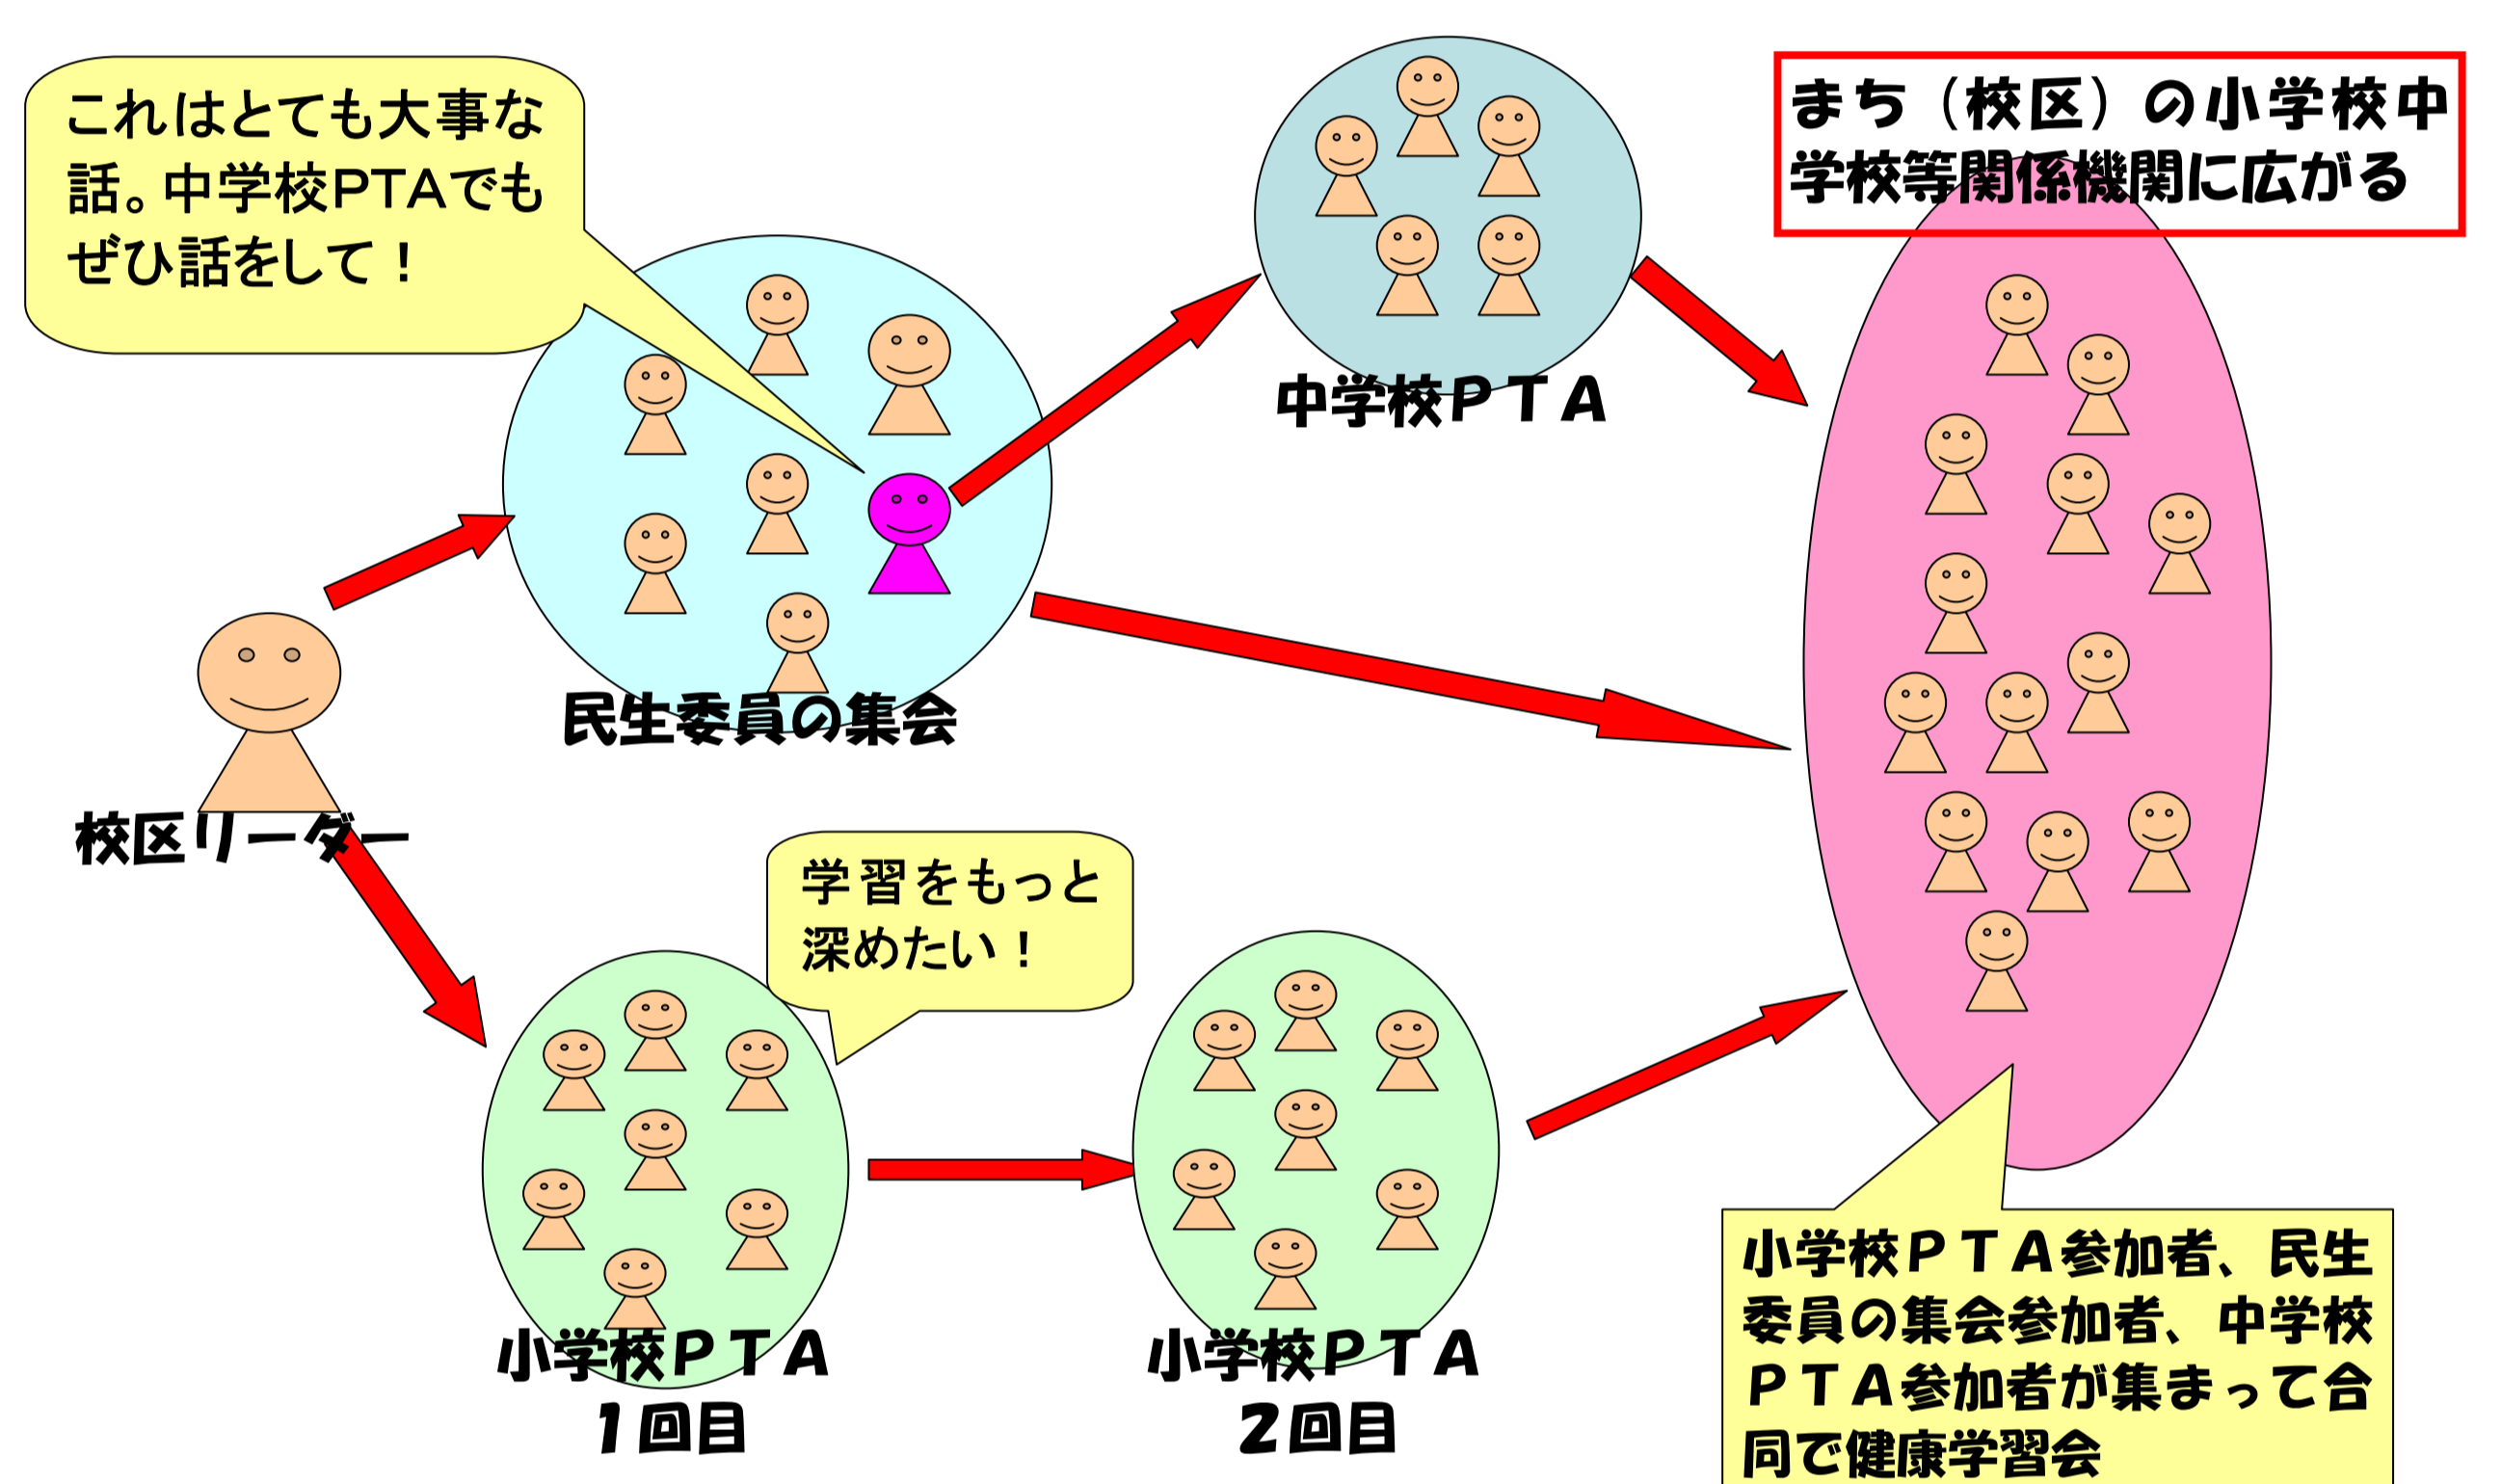 これはとても大事な
話。中学校PTAでも
ぜひ話をして！
まち（校区）の小学校中
学校等関係機関に広がる
中学校ＰＴＡ
民生委員の集会
校区リーダー
学習をもっと
深めたい！
小学校ＰＴＡ
1回目
小学校ＰＴＡ
2回目
小学校ＰＴＡ参加者、民生
委員の集会参加者、中学校
ＰＴＡ参加者が集まって合
同で健康学習会